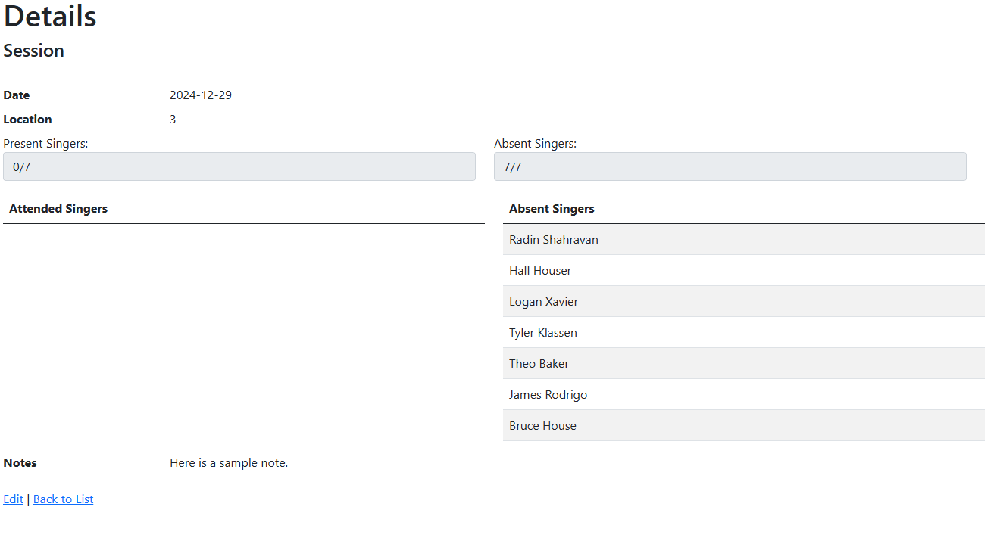 Details
Session
Date 2024-12-29
Location 3
Present Singers: Absent Singers:
0/7 7/7
Attended Singers Absent Singers
Radin Shahravan
Hall Houser
Logan Xavier
Tyler Klassen
Theo Baker
James Rodrigo
Bruce House
Notes Here is a sample note.
Edit | Back to List